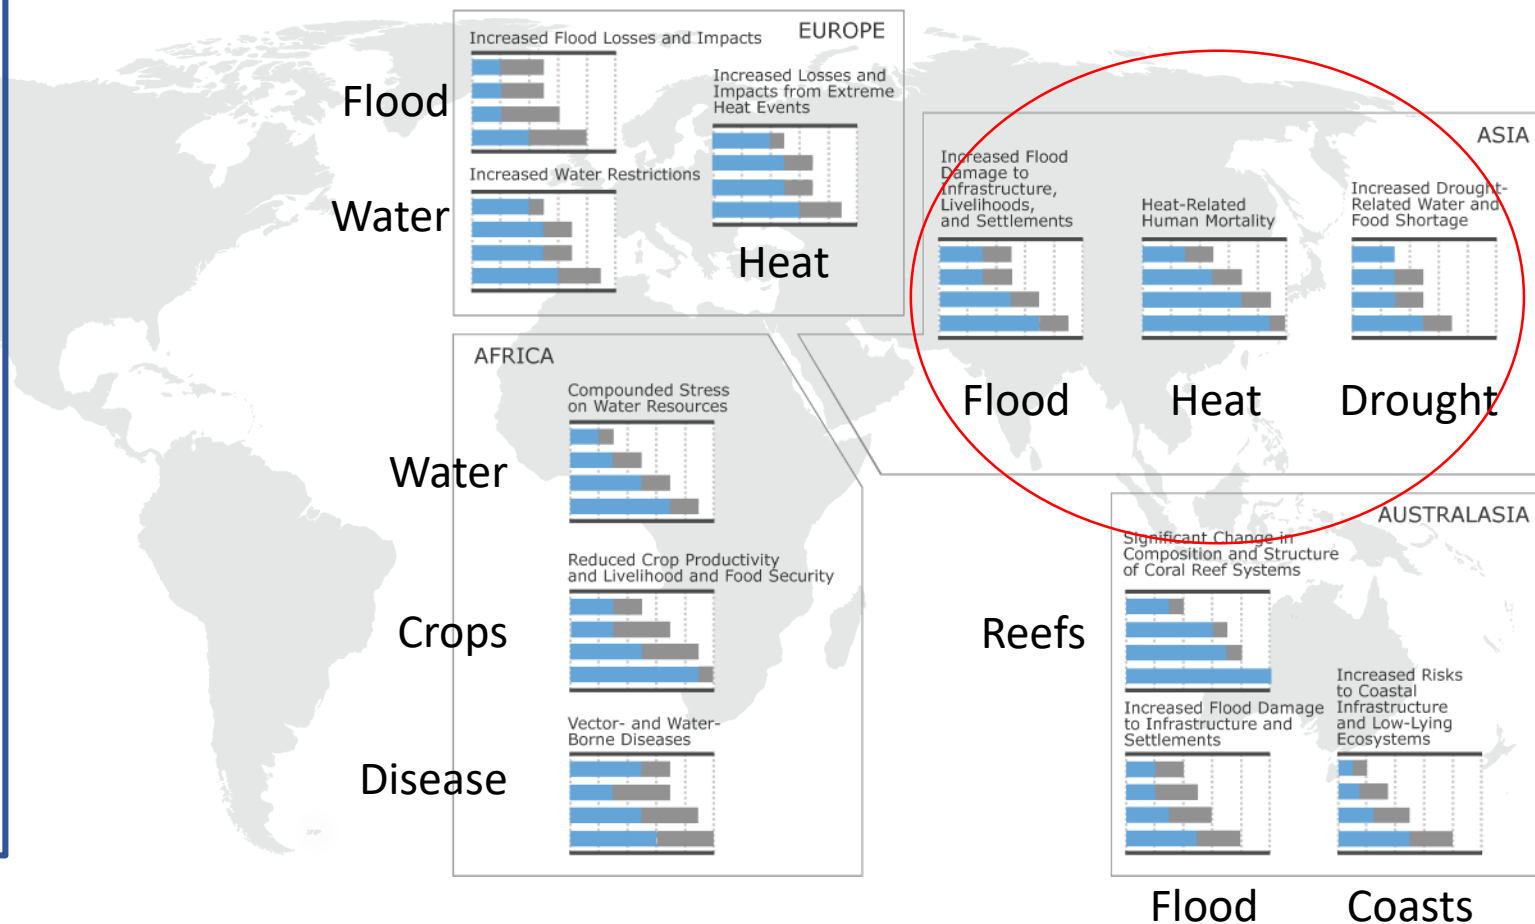 EUROPE
Increased Flood Losses and Impacts
Flood
Increased Water Restrictions
Water
Increased Losses and
Impacts from Extreme
Heat Events
Heat
ASIA
Increased Flood
Damage to
Infrastructure,
Livelihoods,
and Settlements
Flood
Heat-Related
Human Mortality
Heat
Increased Drought-
Related Water and
Food Shortage
Drought
AFRICA
Compounded Stress
on Water Resources
Water
Reduced Crop Productivity
and Livelihood and Food Security
Crops
Vector- and Water-
Borne Diseases
Disease
AUSTRALASIA
Significant Change in
Composition and Structure
of Coral Reef Systems
Reefs
Increased Flood Damage
to Infrastructure and
Settlements
Flood
Increased Risks
to Coastal
Infrastructure
and Low-Lying
Ecosystems
Coasts